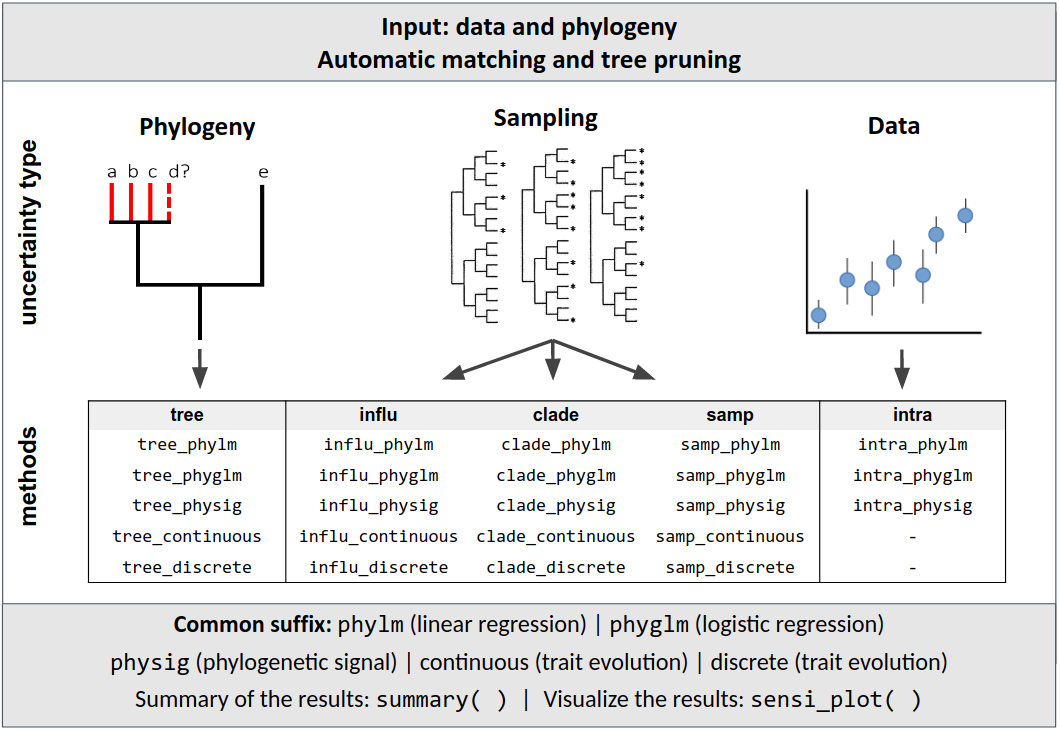 Input: data and phylogeny
Automatic matching and tree pruning
uncertainty type
Phylogeny
Sampling
Data
a b c d? e
methods
tree influ clade samp intra
tree_phylm influ_phylm clade_phylm samp_phylm intra_phylm
tree_phyglm influ_phyglm clade_phyglm samp_phyglm intra_phyglm
tree_physig influ_physig clade_physig samp_physig intra_physig
tree_continuous influ_continuous clade_continuous samp_continuous -
tree_discrete influ_discrete clade_discrete samp_discrete -
Common suffix: phylm (linear regression) | phyglm (logistic regression)
physig (phylogenetic signal) | continuous (trait evolution) | discrete (trait evolution)
Summary of the results: summary( ) | Visualize the results: sensi_plot( )